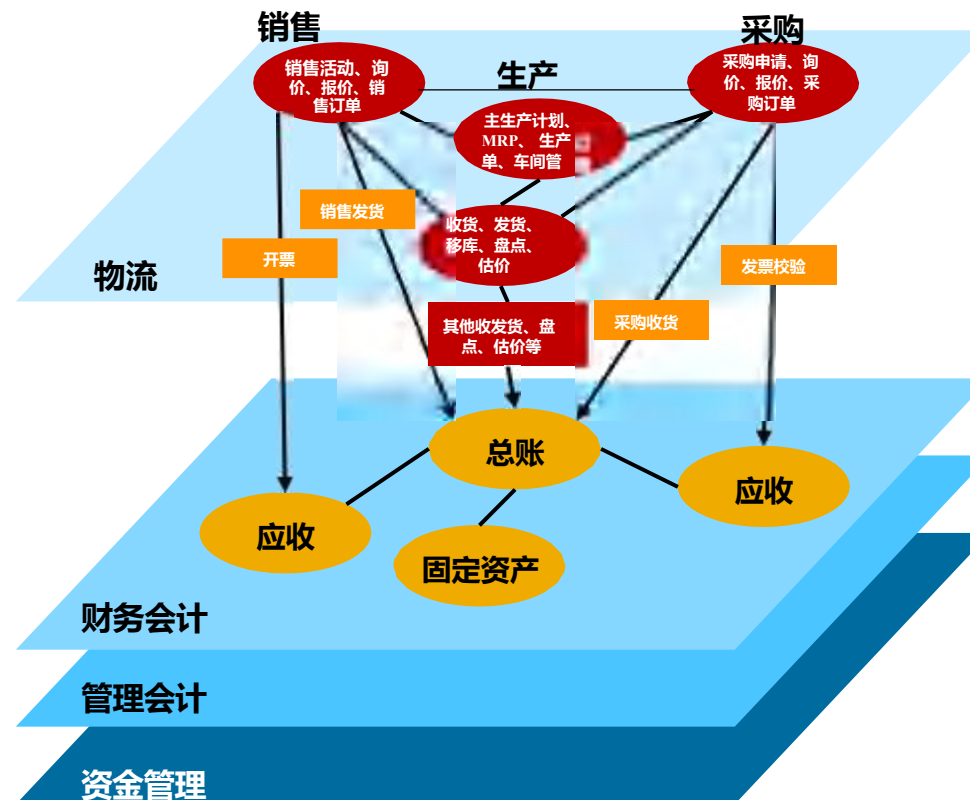 销售
采购
生产
销售活动、询
价、报价、销
售订单
采购申请、询
价、报价、采
购订单
主生产计划、
MRP、 生产
单、车间管
收货、发货、
移库、盘点、
估价
销售发货
开票
发票校验
物流
采购收货
其他收发货、盘
点、估价等
总账
应收
应收
固定资产
财务会计
管理会计
资金管理